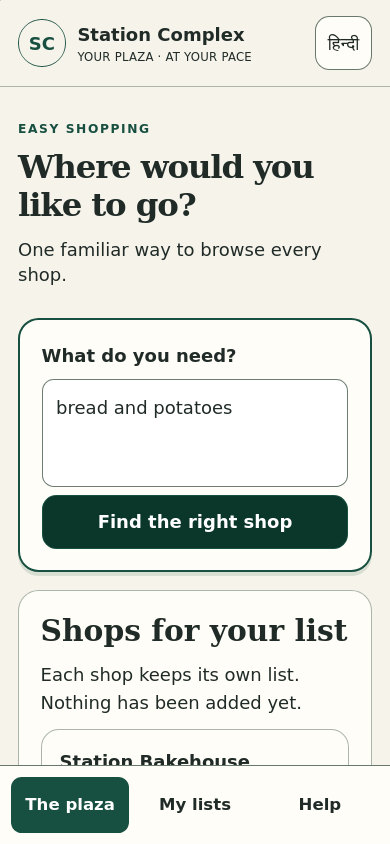 SC
Station Complex
YOUR PLAZA · AT YOUR PACE
हिन्दी
EASY SHOPPING
Where would you
like to go?
One familiar way to browse every
shop.
What do you need?
bread and potatoes
Find the right shop
Shops for your list
Each shop keeps its own list.
Nothing has been added yet.
Station Bakehouse
The plaza
My lists
Help